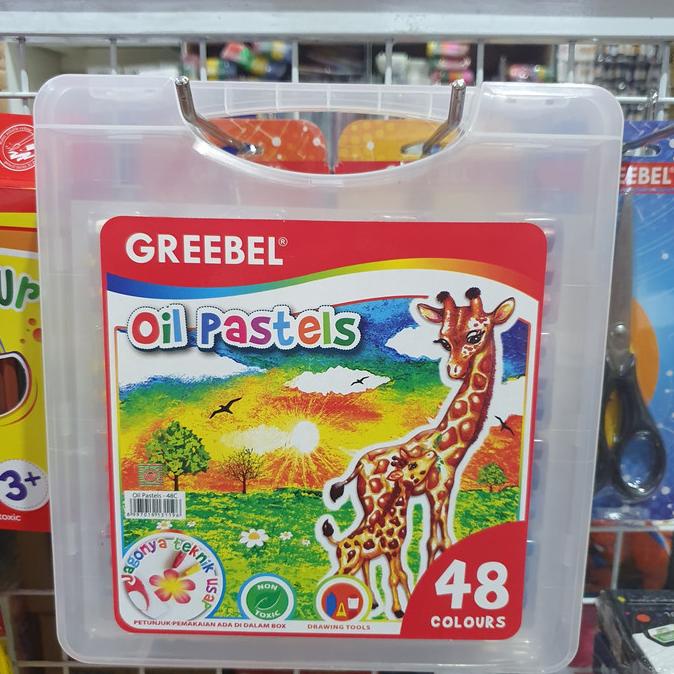 GREEBEL®
Oil Pastels
Oil Pastels - 48C
Jagonya teknik usap
NON
TOXIC
48
COLOURS
PETUNJUK PEMAKAIAN ADA DI DALAM BOX
DRAWING TOOLS
3+
EEBEL